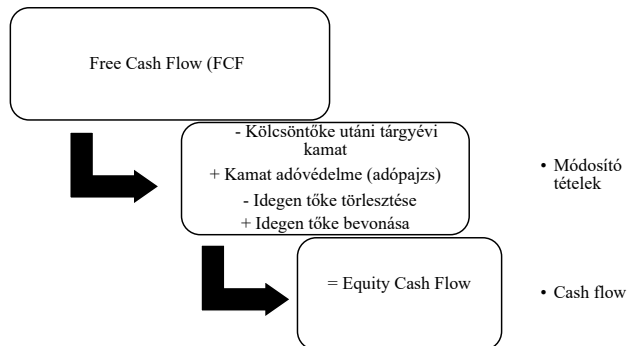 Free Cash Flow (FCF
- Kölcsöntőke utáni tárgyévi
kamat
+ Kamat adóvédelme (adópajzs)
- Idegen tőke törlesztése
+ Idegen tőke bevonása
• Módosító
tételek
= Equity Cash Flow
• Cash flow